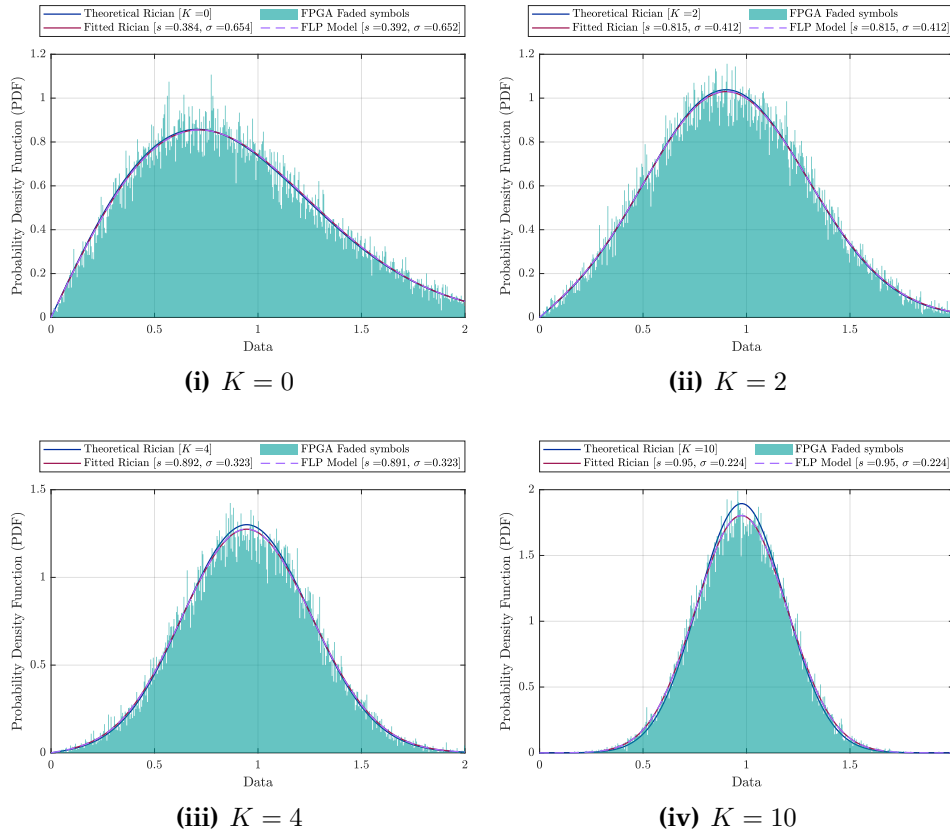 Theoretical Rician [K =0] FPGA Faded symbols
Fitted Rician [s =0.384, σ =0.654] FLP Model [s =0.392, σ =0.652]
1.2
1
0.8
0.6
0.4
0.2
0
Probability Density Function (PDF)
0 0.5 1 1.5 2
Data
(i) K = 0
Theoretical Rician [K =2] FPGA Faded symbols
Fitted Rician [s =0.815, σ =0.412] FLP Model [s =0.815, σ =0.412]
1.2
1
0.8
0.6
0.4
0.2
0
Probability Density Function (PDF)
0 0.5 1 1.5
Data
(ii) K = 2
Theoretical Rician [K =4] FPGA Faded symbols
Fitted Rician [s =0.892, σ =0.323] FLP Model [s =0.891, σ =0.323]
1.5
1
0.5
0
Probability Density Function (PDF)
0 0.5 1 1.5 2
Data
(iii) K = 4
Theoretical Rician [K =10] FPGA Faded symbols
Fitted Rician [s =0.95, σ =0.224] FLP Model [s =0.95, σ =0.224]
2
1.5
1
0.5
0
Probability Density Function (PDF)
0 0.5 1 1.5
Data
(iv) K = 10